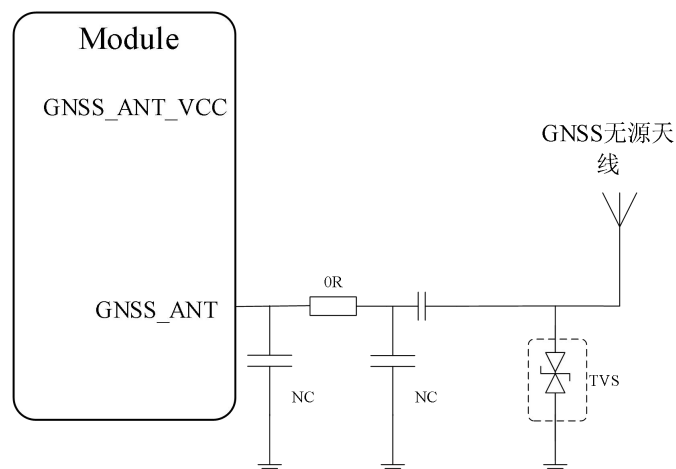 Module
GNSS_ANT_VCC
GNSS无源天
线
0R
GNSS_ANT
NC
NC
TVS